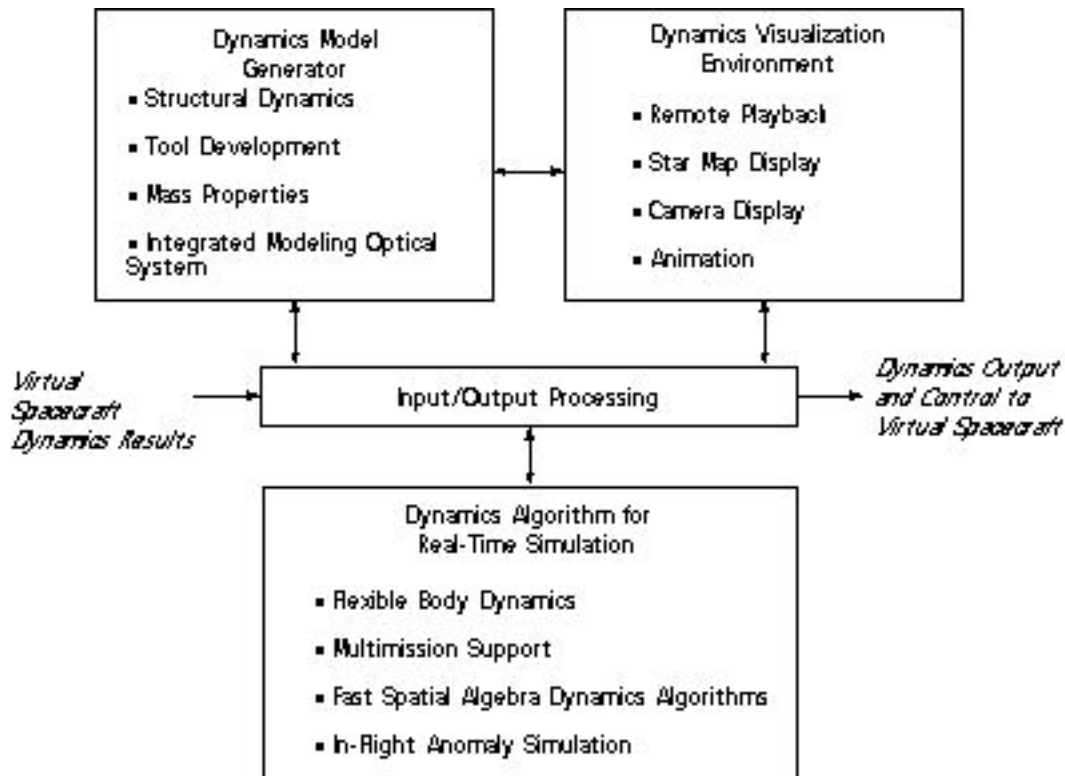 Dynamics Model
Generator
▪ Structural Dynamics
▪ Tool Development
▪ Mass Properties
▪ Integrated Modeling Optical
System
Dynamics Visualization
Environment
▪ Remote Playback
▪ Star Map Display
▪ Camera Display
▪ Animation
Virtual
Spacecraft
Dynamics Results
Input/Output Processing
Dynamics Output
and Control to
Virtual Spacecraft
Dynamics Algorithm for
Real-Time Simulation
▪ Flexible Body Dynamics
▪ Multimission Support
▪ Fast Spatial Algebra Dynamics Algorithms
▪ In-Flight Anomaly Simulation